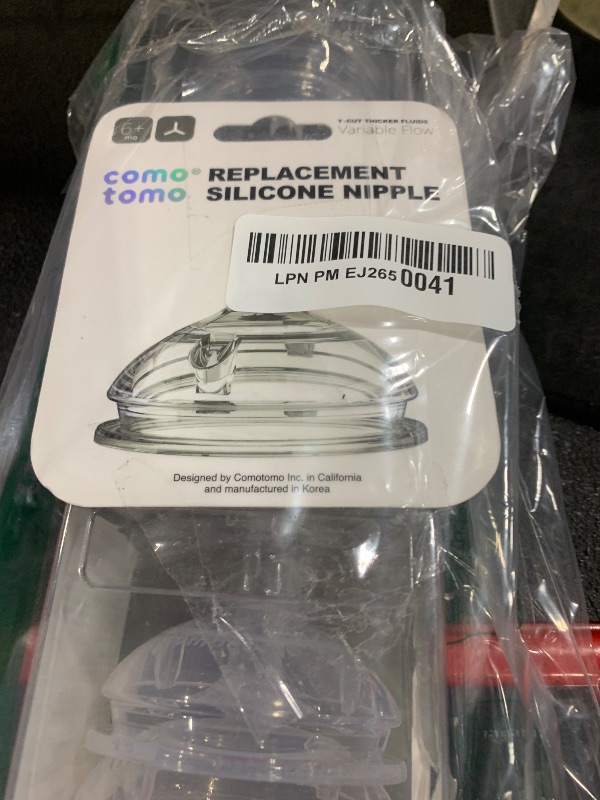 6+
mo
Y-CUT THICKER FLUIDS
Variable Flow
como® REPLACEMENT
tomo SILICONE NIPPLE
LPN PM EJ265 0041
Designed by Comotomo Inc. in California
and manufactured in Korea